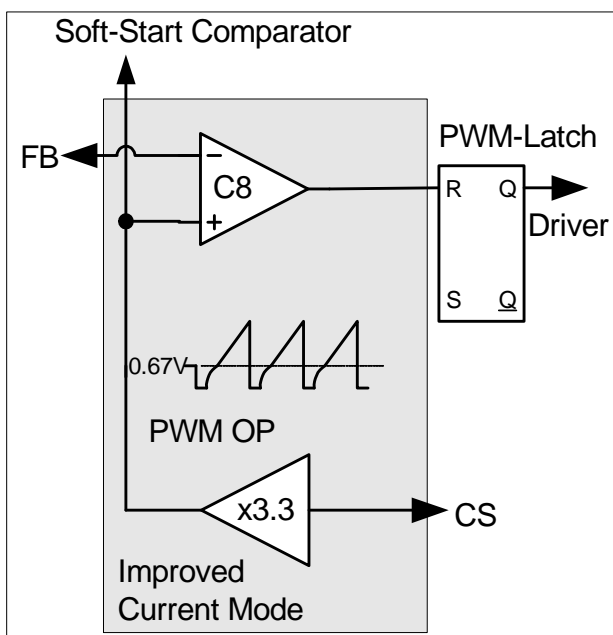 Soft-Start Comparator
FB
PWM-Latch
−
C8
+
R
Q
Driver
S
Q
0.67V
PWM OP
x3.3
CS
Improved
Current Mode